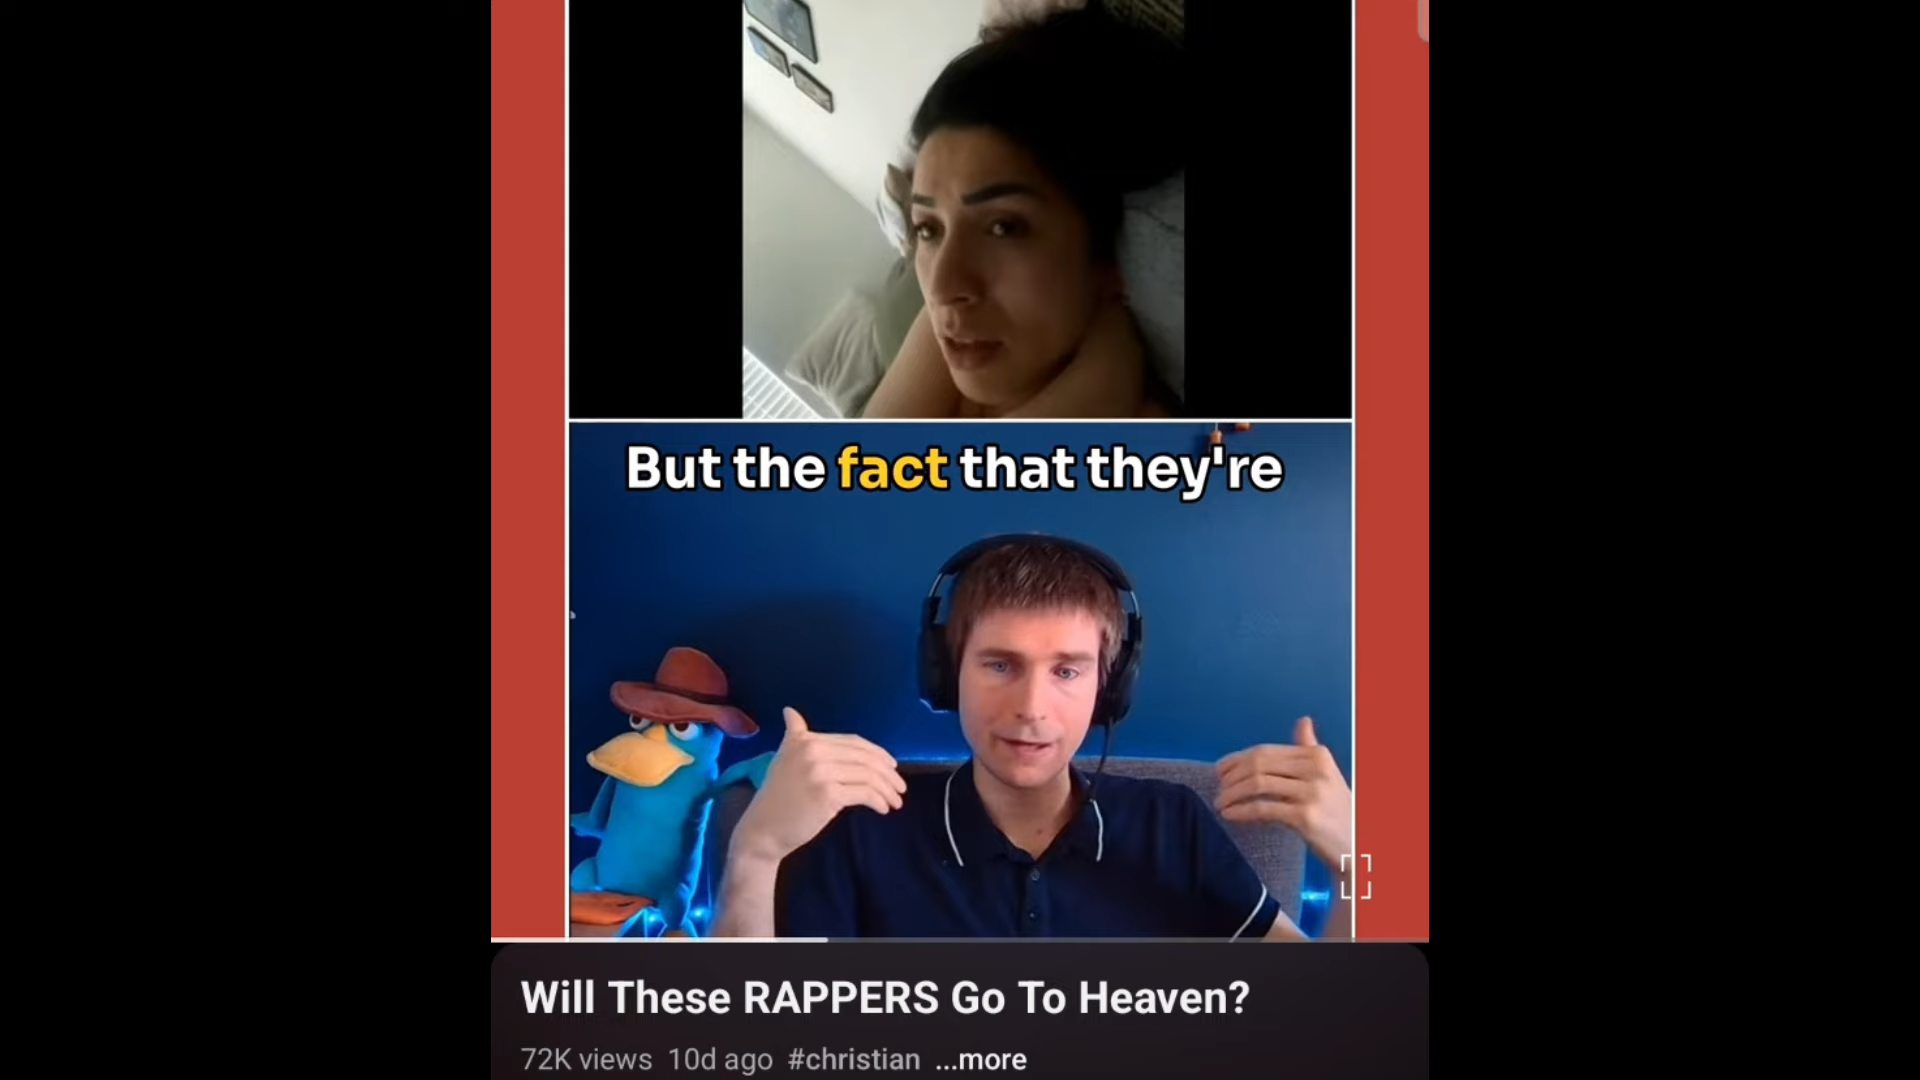 But the fact that they're
Will These RAPPERS Go To Heaven?
72K views 10d ago #christian ...more